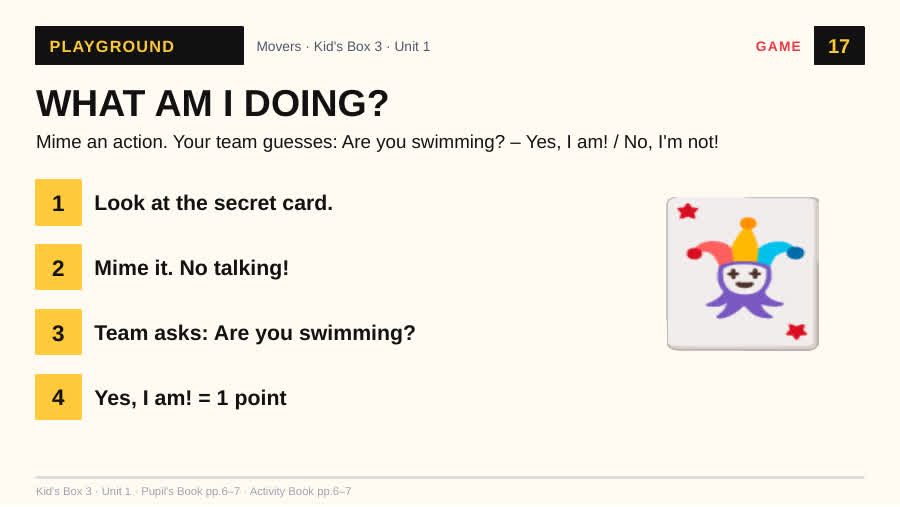 PLAYGROUND
Movers · Kid's Box 3 · Unit 1
GAME
17
WHAT AM I DOING?
Mime an action. Your team guesses: Are you swimming? – Yes, I am! / No, I'm not!
1
Look at the secret card.
2
Mime it. No talking!
3
Team asks: Are you swimming?
4
Yes, I am! = 1 point
Kid's Box 3 · Unit 1 · Pupil's Book pp.6–7 · Activity Book pp.6–7